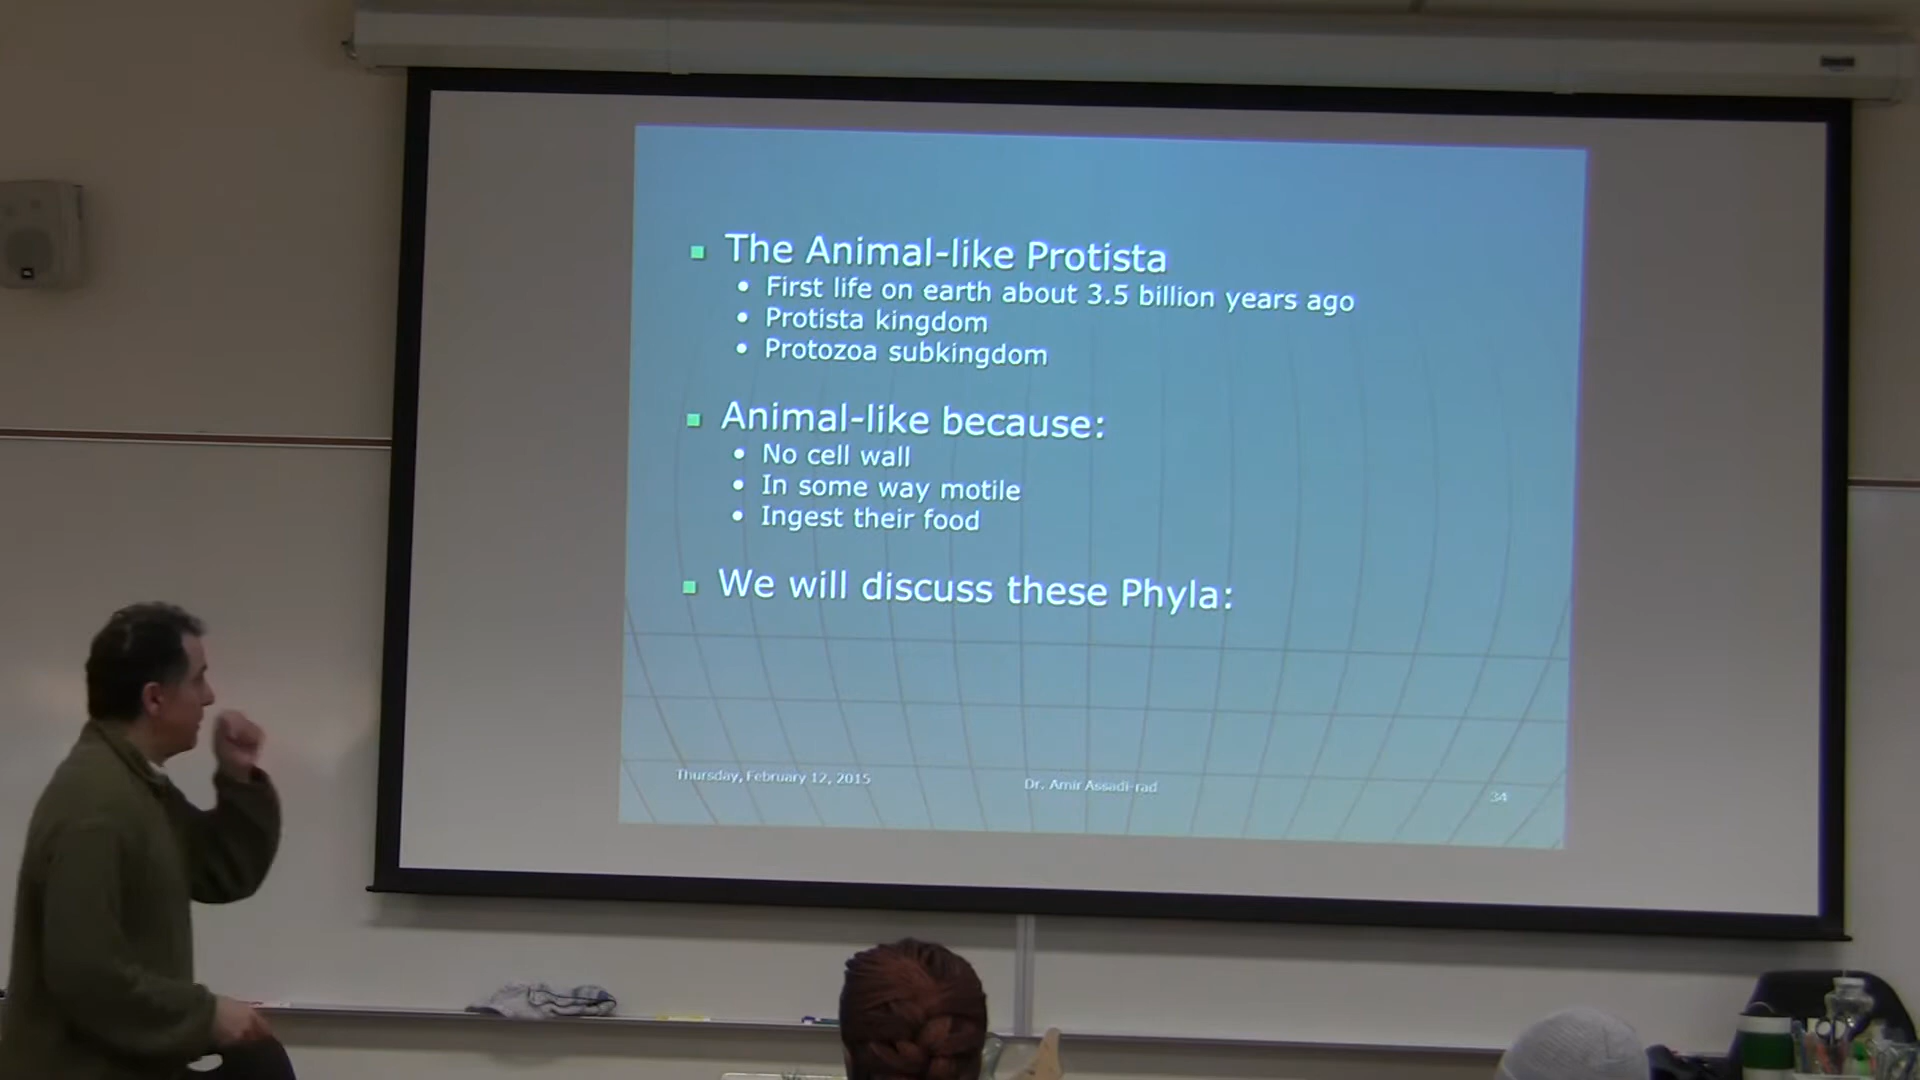 The Animal-like Protista
First life on earth about 3.5 billion years ago
Protista kingdom
Protozoa subkingdom
Animal-like because:
No cell wall
In some way motile
Ingest their food
We will discuss these Phyla:
Thursday, February 12, 2015
Dr. Amir Assadi-rad
34